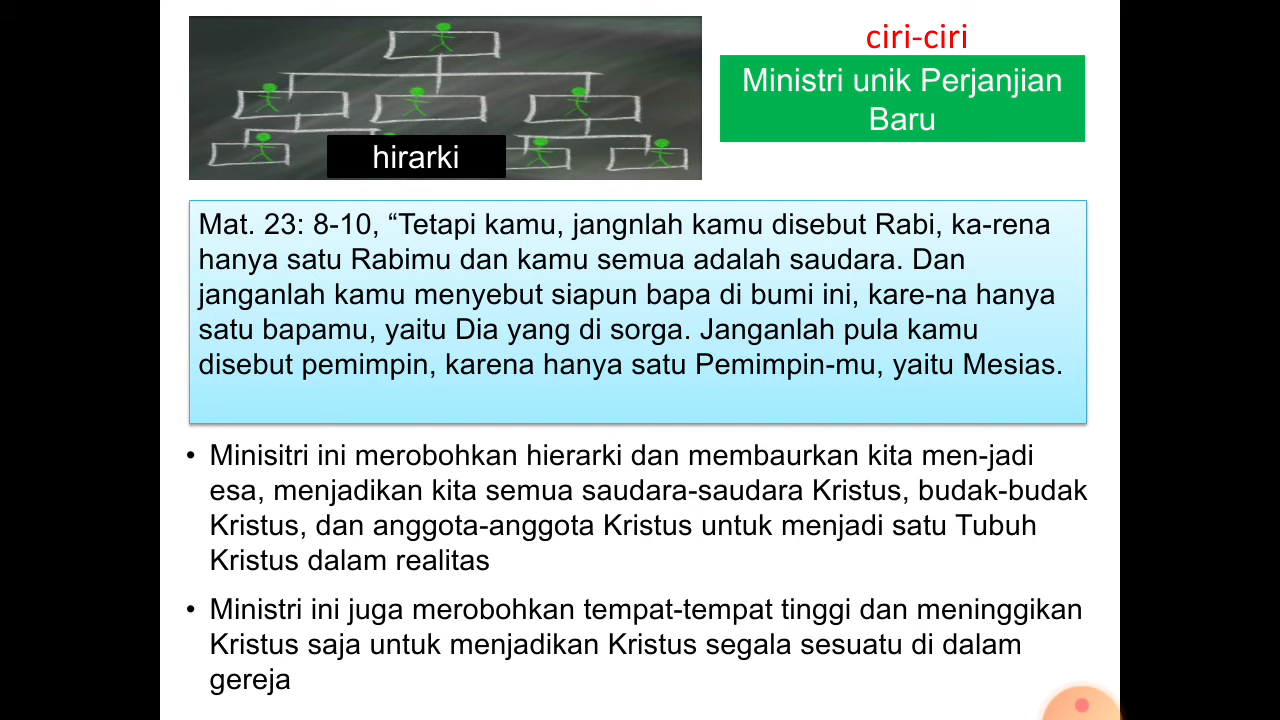 ciri-ciri
Ministri unik Perjanjian
Baru
hirarki
Mat. 23: 8-10, “Tetapi kamu, jangnlah kamu disebut Rabi, ka-rena
hanya satu Rabimu dan kamu semua adalah saudara. Dan
janganlah kamu menyebut siapun bapa di bumi ini, kare-na hanya
satu bapamu, yaitu Dia yang di sorga. Janganlah pula kamu
disebut pemimpin, karena hanya satu Pemimpin-mu, yaitu Mesias.
• Minisitri ini merobohkan hierarki dan membaurkan kita men-jadi
esa, menjadikan kita semua saudara-saudara Kristus, budak-budak
Kristus, dan anggota-anggota Kristus untuk menjadi satu Tubuh
Kristus dalam realitas
• Ministri ini juga merobohkan tempat-tempat tinggi dan meninggikan
Kristus saja untuk menjadikan Kristus segala sesuatu di dalam
gereja